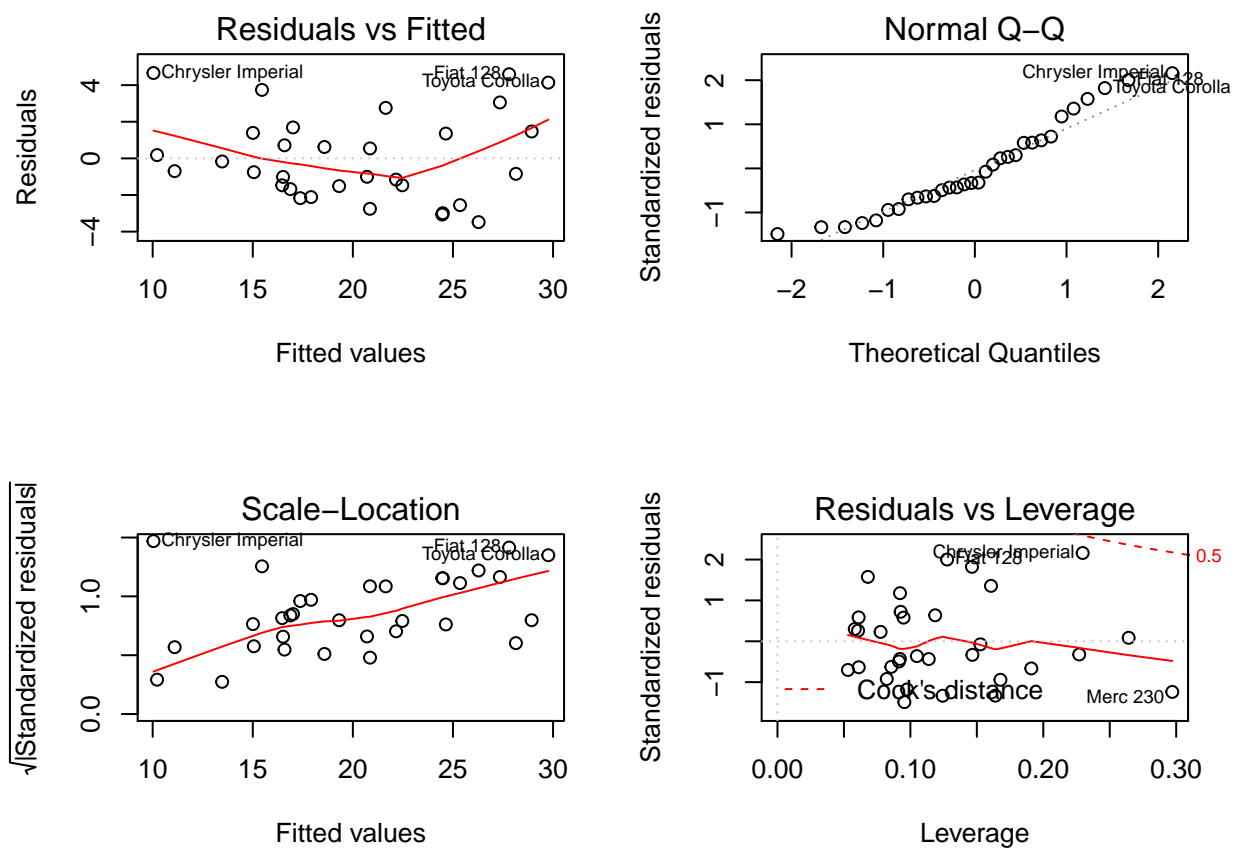 Residuals vs Fitted
Residuals
4
0
−4
Chrysler Imperial
Fiat 128
Toyota Corolla
10 15 20 25 30
Fitted values
Normal Q−Q
Standardized residuals
2
1
−1
Chrysler Imperial
Fiat 128
Toyota Corolla
−2 −1 0 1 2
Theoretical Quantiles
Scale−Location
√|Standardized residuals|
1.0
0.0
Chrysler Imperial
Fiat 128
Toyota Corolla
10 15 20 25 30
Fitted values
Residuals vs Leverage
Standardized residuals
2
1
−1
Chrysler Imperial
Fiat 128
0.5
Cook's distance
Merc 230
0.00 0.10 0.20 0.30
Leverage